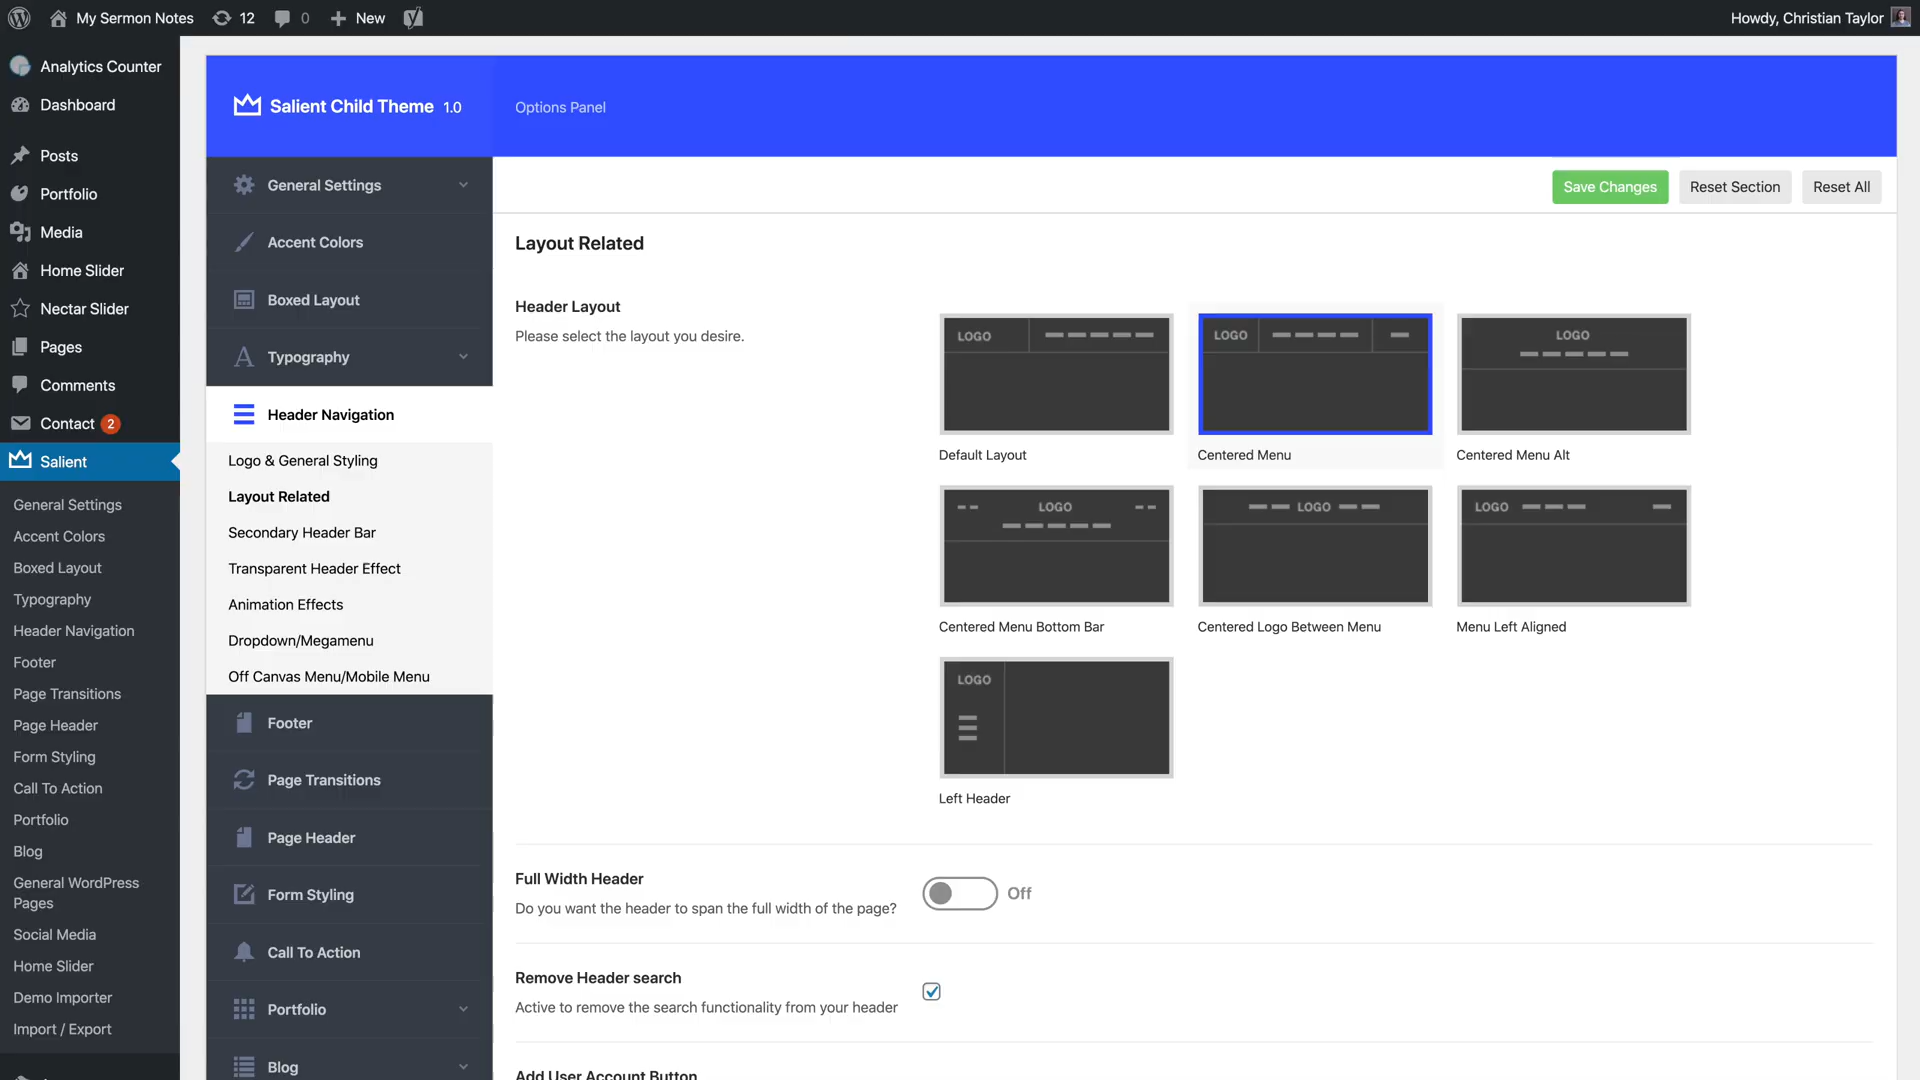 My Sermon Notes
12
0
New
Howdy, Christian Taylor
Analytics Counter
Dashboard
Posts
Portfolio
Media
Home Slider
Nectar Slider
Pages
Comments
Contact 2
Salient
General Settings
Accent Colors
Boxed Layout
Typography
Header Navigation
Footer
Page Transitions
Page Header
Form Styling
Call To Action
Portfolio
Blog
General WordPress
Pages
Social Media
Home Slider
Demo Importer
Import / Export
Salient Child Theme 1.0
Options Panel
General Settings
Accent Colors
Boxed Layout
Typography
Header Navigation
Logo & General Styling
Layout Related
Secondary Header Bar
Transparent Header Effect
Animation Effects
Dropdown/Megamenu
Off Canvas Menu/Mobile Menu
Footer
Page Transitions
Page Header
Form Styling
Call To Action
Portfolio
Blog
Save Changes
Reset Section
Reset All
Layout Related
Header Layout
Please select the layout you desire.
LOGO
LOGO
LOGO
Default Layout
Centered Menu
Centered Menu Alt
LOGO
LOGO
LOGO
Centered Menu Bottom Bar
Centered Logo Between Menu
Menu Left Aligned
LOGO
Left Header
Full Width Header
Do you want the header to span the full width of the page?
Off
Remove Header search
Active to remove the search functionality from your header
Add User Account Button